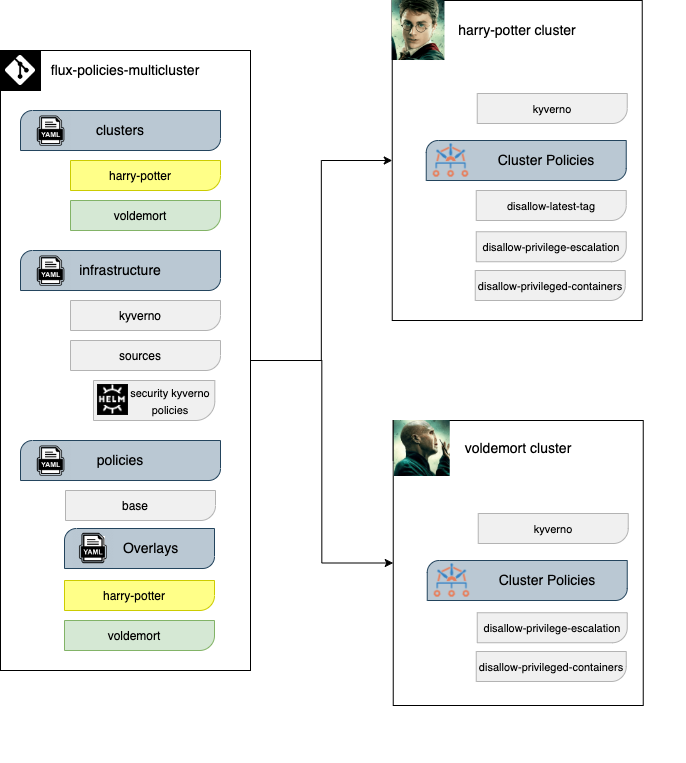 flux-policies-multicluster
YAML
clusters
harry-potter
voldemort
YAML
infrastructure
kyverno
sources
HELM
security kyverno
policies
YAML
policies
base
YAML
Overlays
harry-potter
voldemort
harry-potter cluster
kyverno
Cluster Policies
disallow-latest-tag
disallow-privilege-escalation
disallow-privileged-containers
voldemort cluster
kyverno
Cluster Policies
disallow-privilege-escalation
disallow-privileged-containers